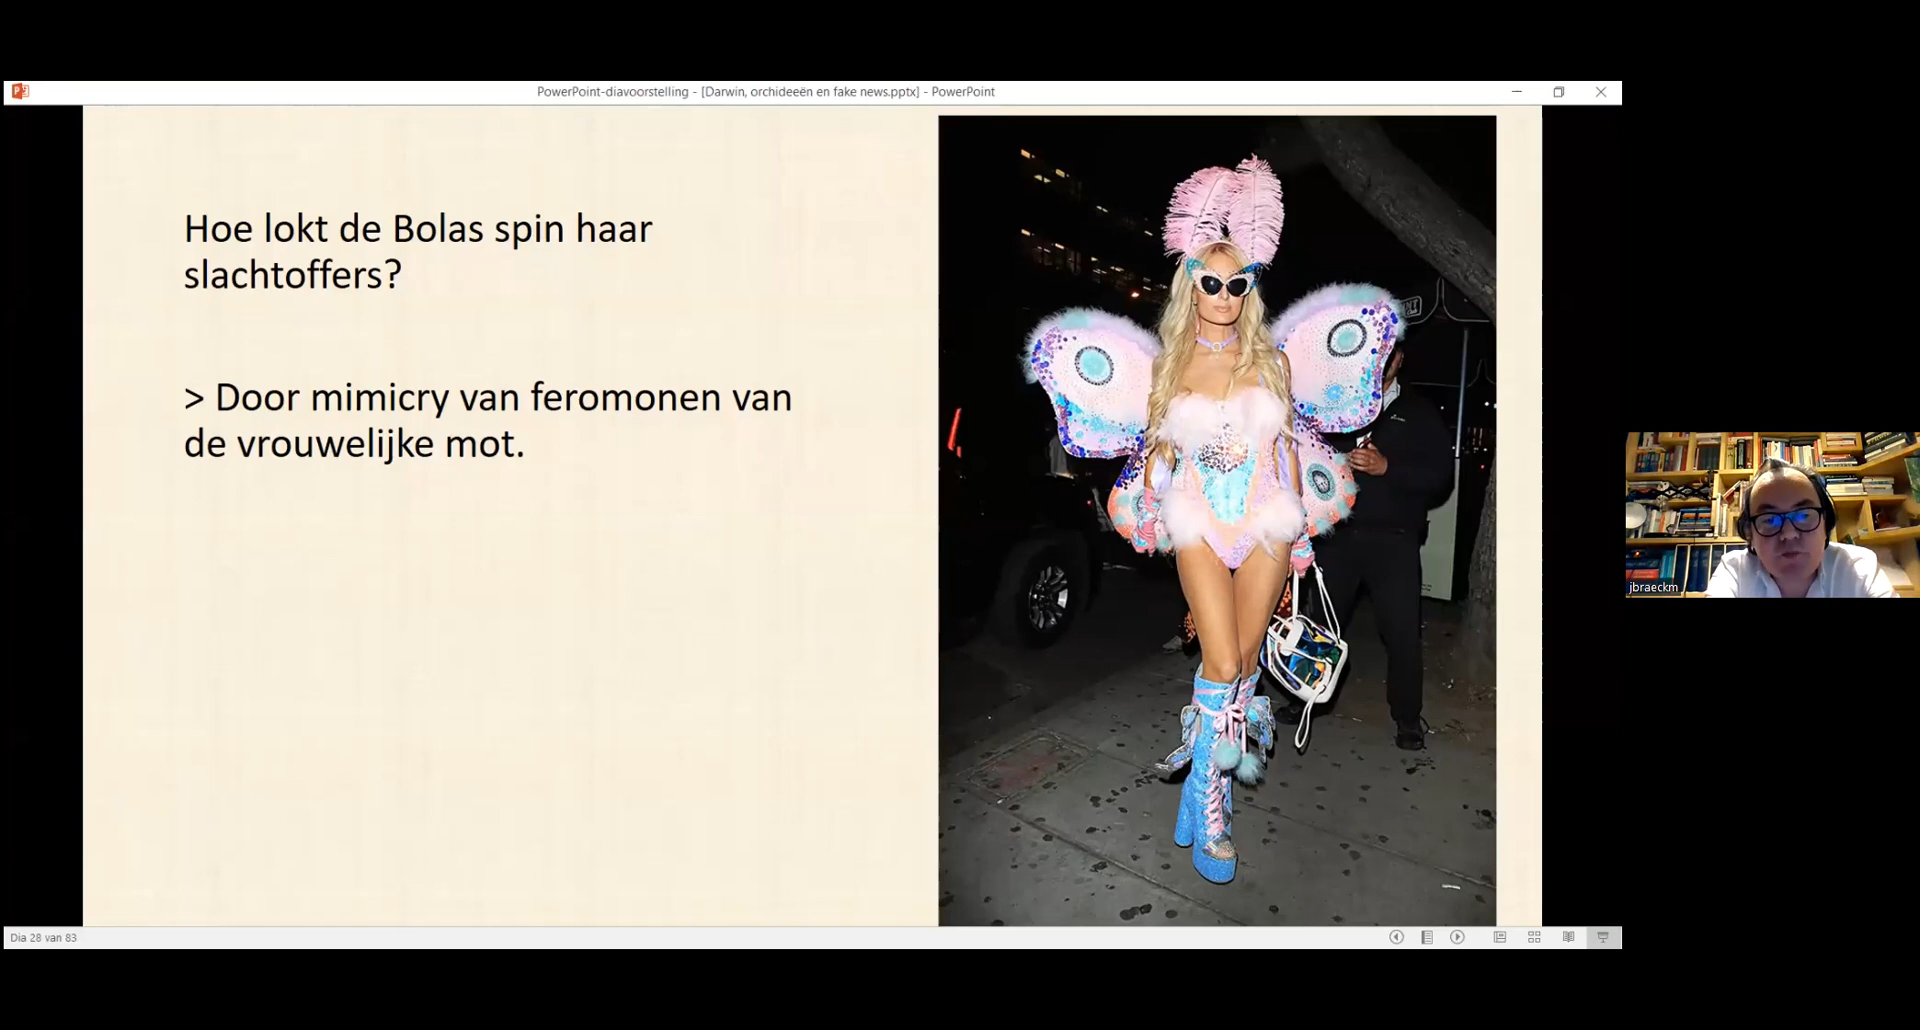 PowerPoint-diavoorstelling - [Darwin, orchideeën en fake news.pptx] - PowerPoint
Hoe lokt de Bolas spin haar
slachtoffers?
> Door mimicry van feromonen van
de vrouwelijke mot.
jbraeckm
Dia 28 van 83